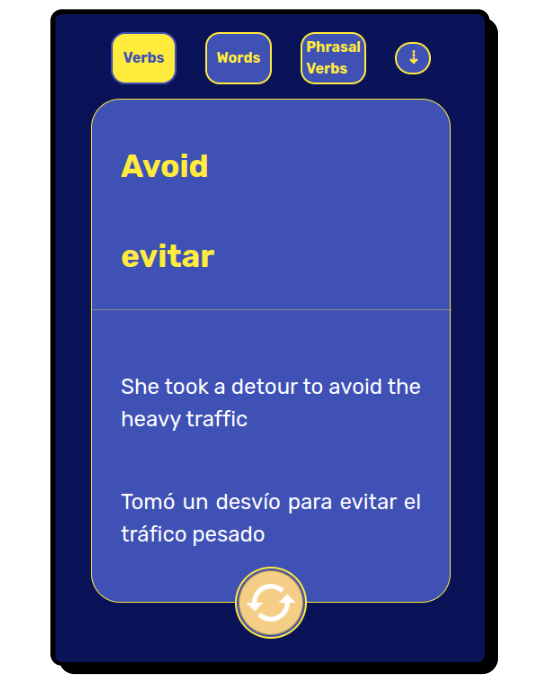 Verbs
Words
Phrasal
Verbs
Avoid
evitar
She took a detour to avoid the
heavy traffic
Tomó un desvío para evitar el
tráfico pesado